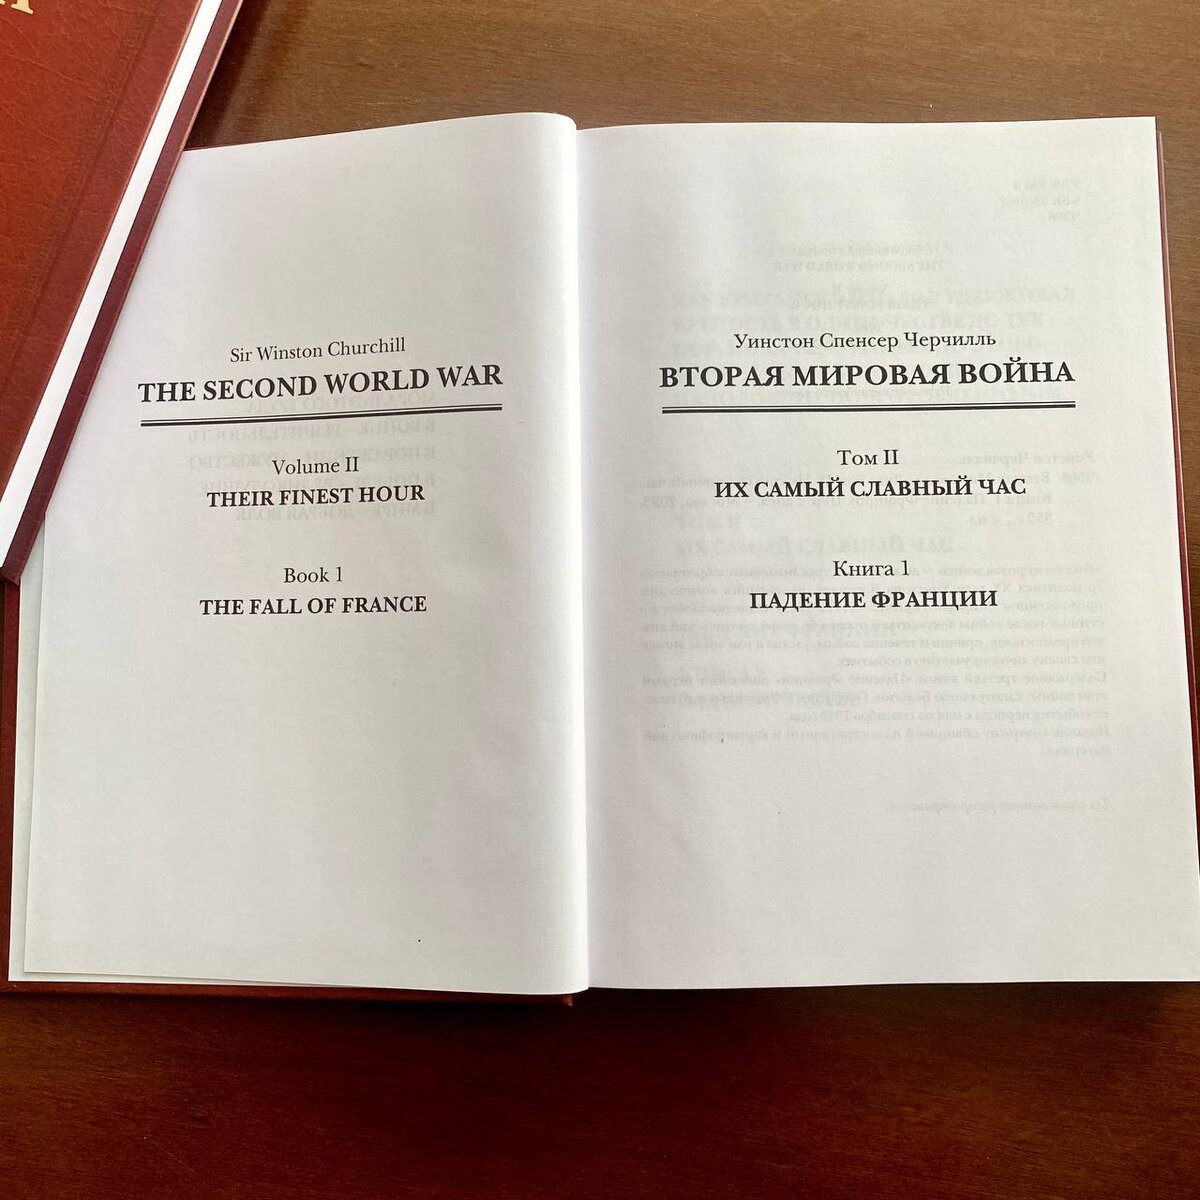 Sir Winston Churchill
THE SECOND WORLD WAR
Volume II
THEIR FINEST HOUR
Book 1
THE FALL OF FRANCE
Уинстон Спенсер Черчилль
ВТОРАЯ МИРОВАЯ ВОЙНА
Том II
ИХ САМЫЙ СЛАВНЫЙ ЧАС
Книга 1
ПАДЕНИЕ ФРАНЦИИ